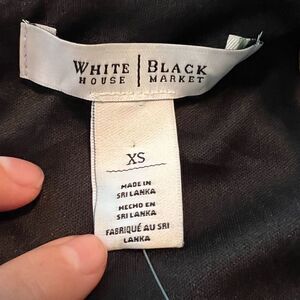 WHITE | BLACK
HOUSE | MARKET
XS
MADE IN
SRI LANKA
HECHO EN
SRI LANKA
FABRIQUÉ AU SRI
LANKA